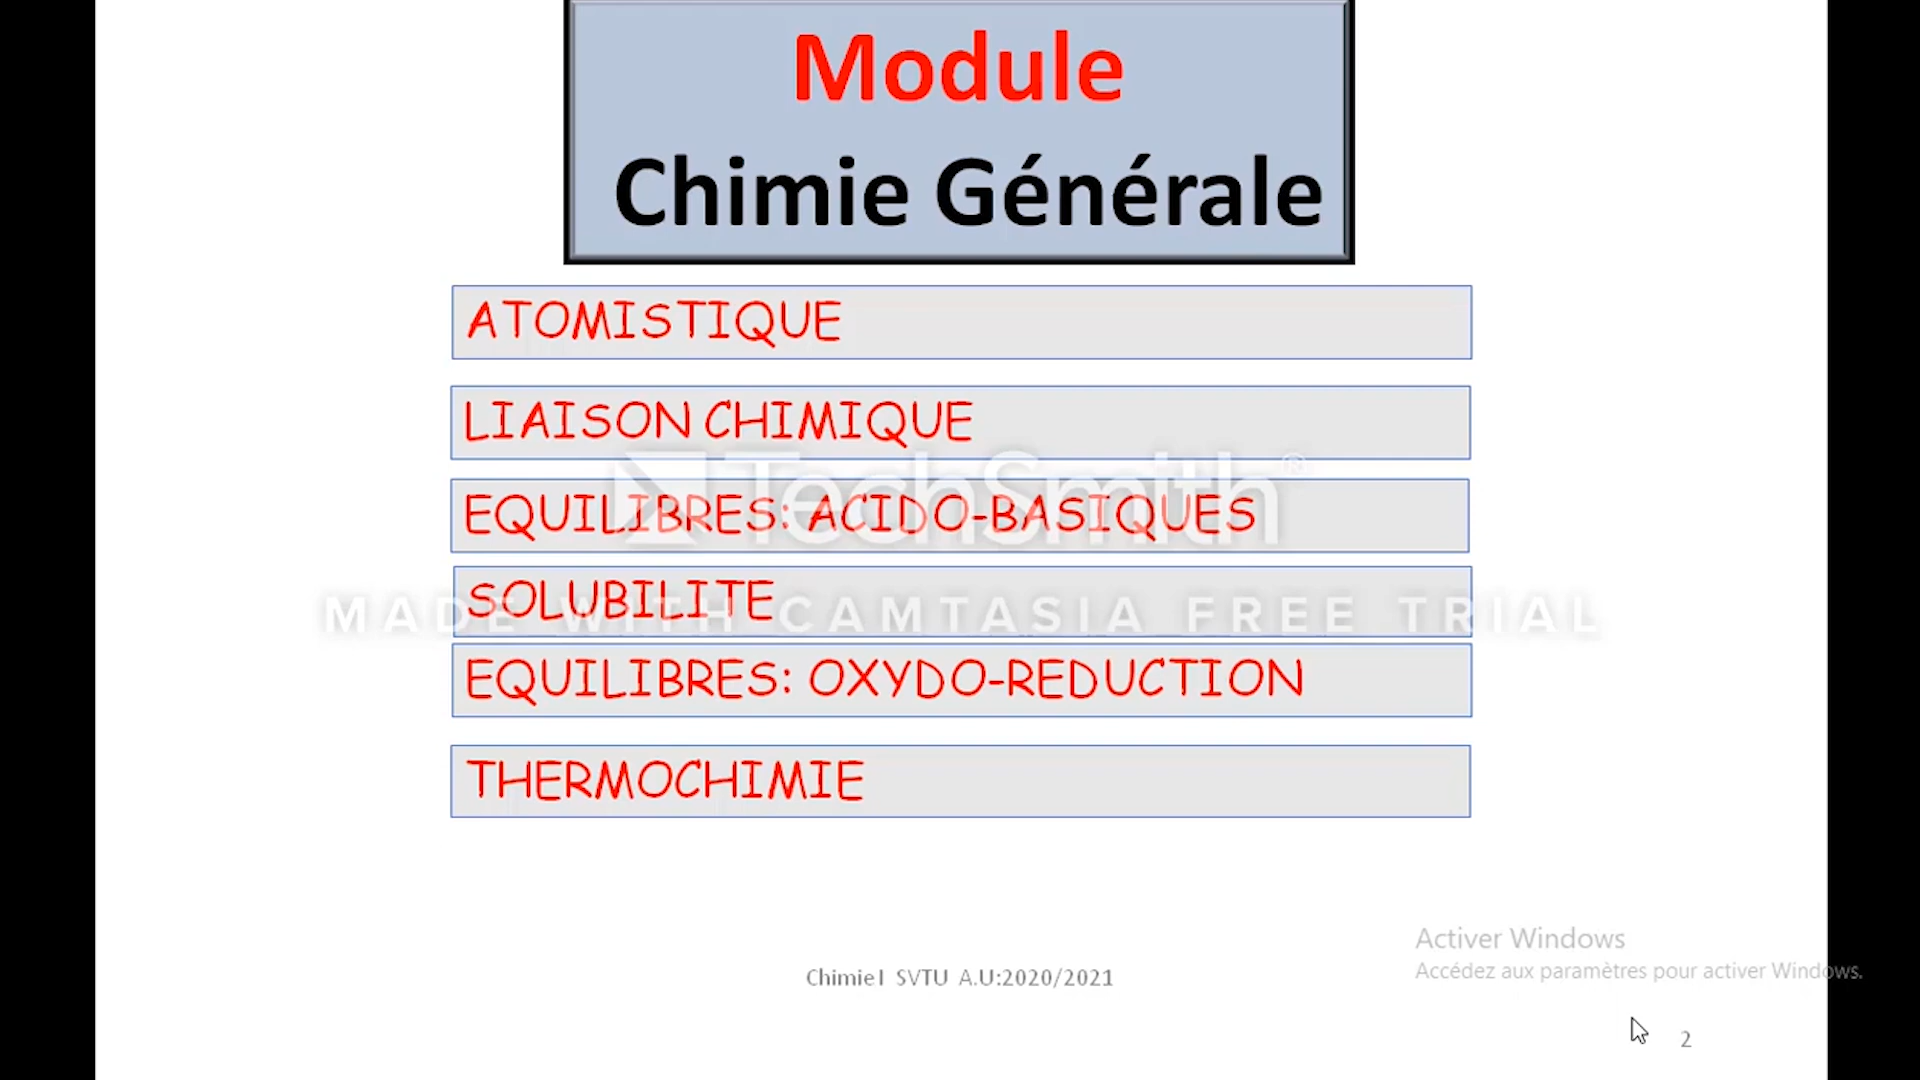 Module
Chimie Générale
ATOMISTIQUE
LIAISON CHIMIQUE
TechSmith®
EQUILIBRES: ACIDO-BASIQUES
SOLUBILITE
MADE WITH CAMTASIA FREE TRIAL
EQUILIBRES: OXYDO-REDUCTION
THERMOCHIMIE
Activer Windows
Accédez aux paramètres pour activer Windows.
ChimieI SVTU A.U:2020/2021
2